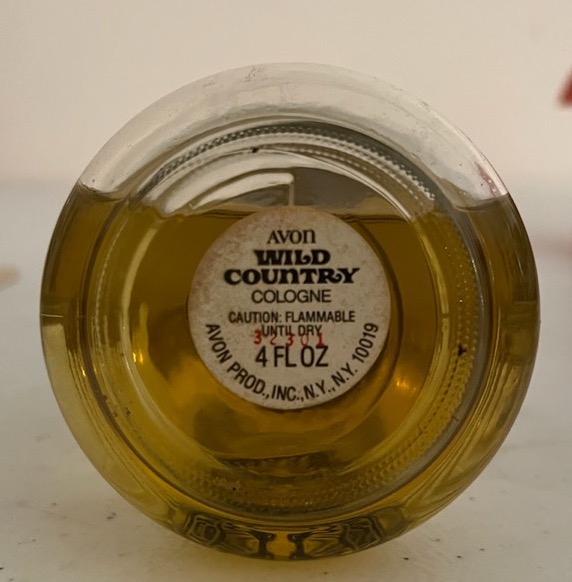 AVON
WILD
COUNTRY
COLOGNE
CAUTION: FLAMMABLE
UNTIL DRY
32301
4 FL OZ
AVON PROD., INC., N.Y., N.Y. 10019